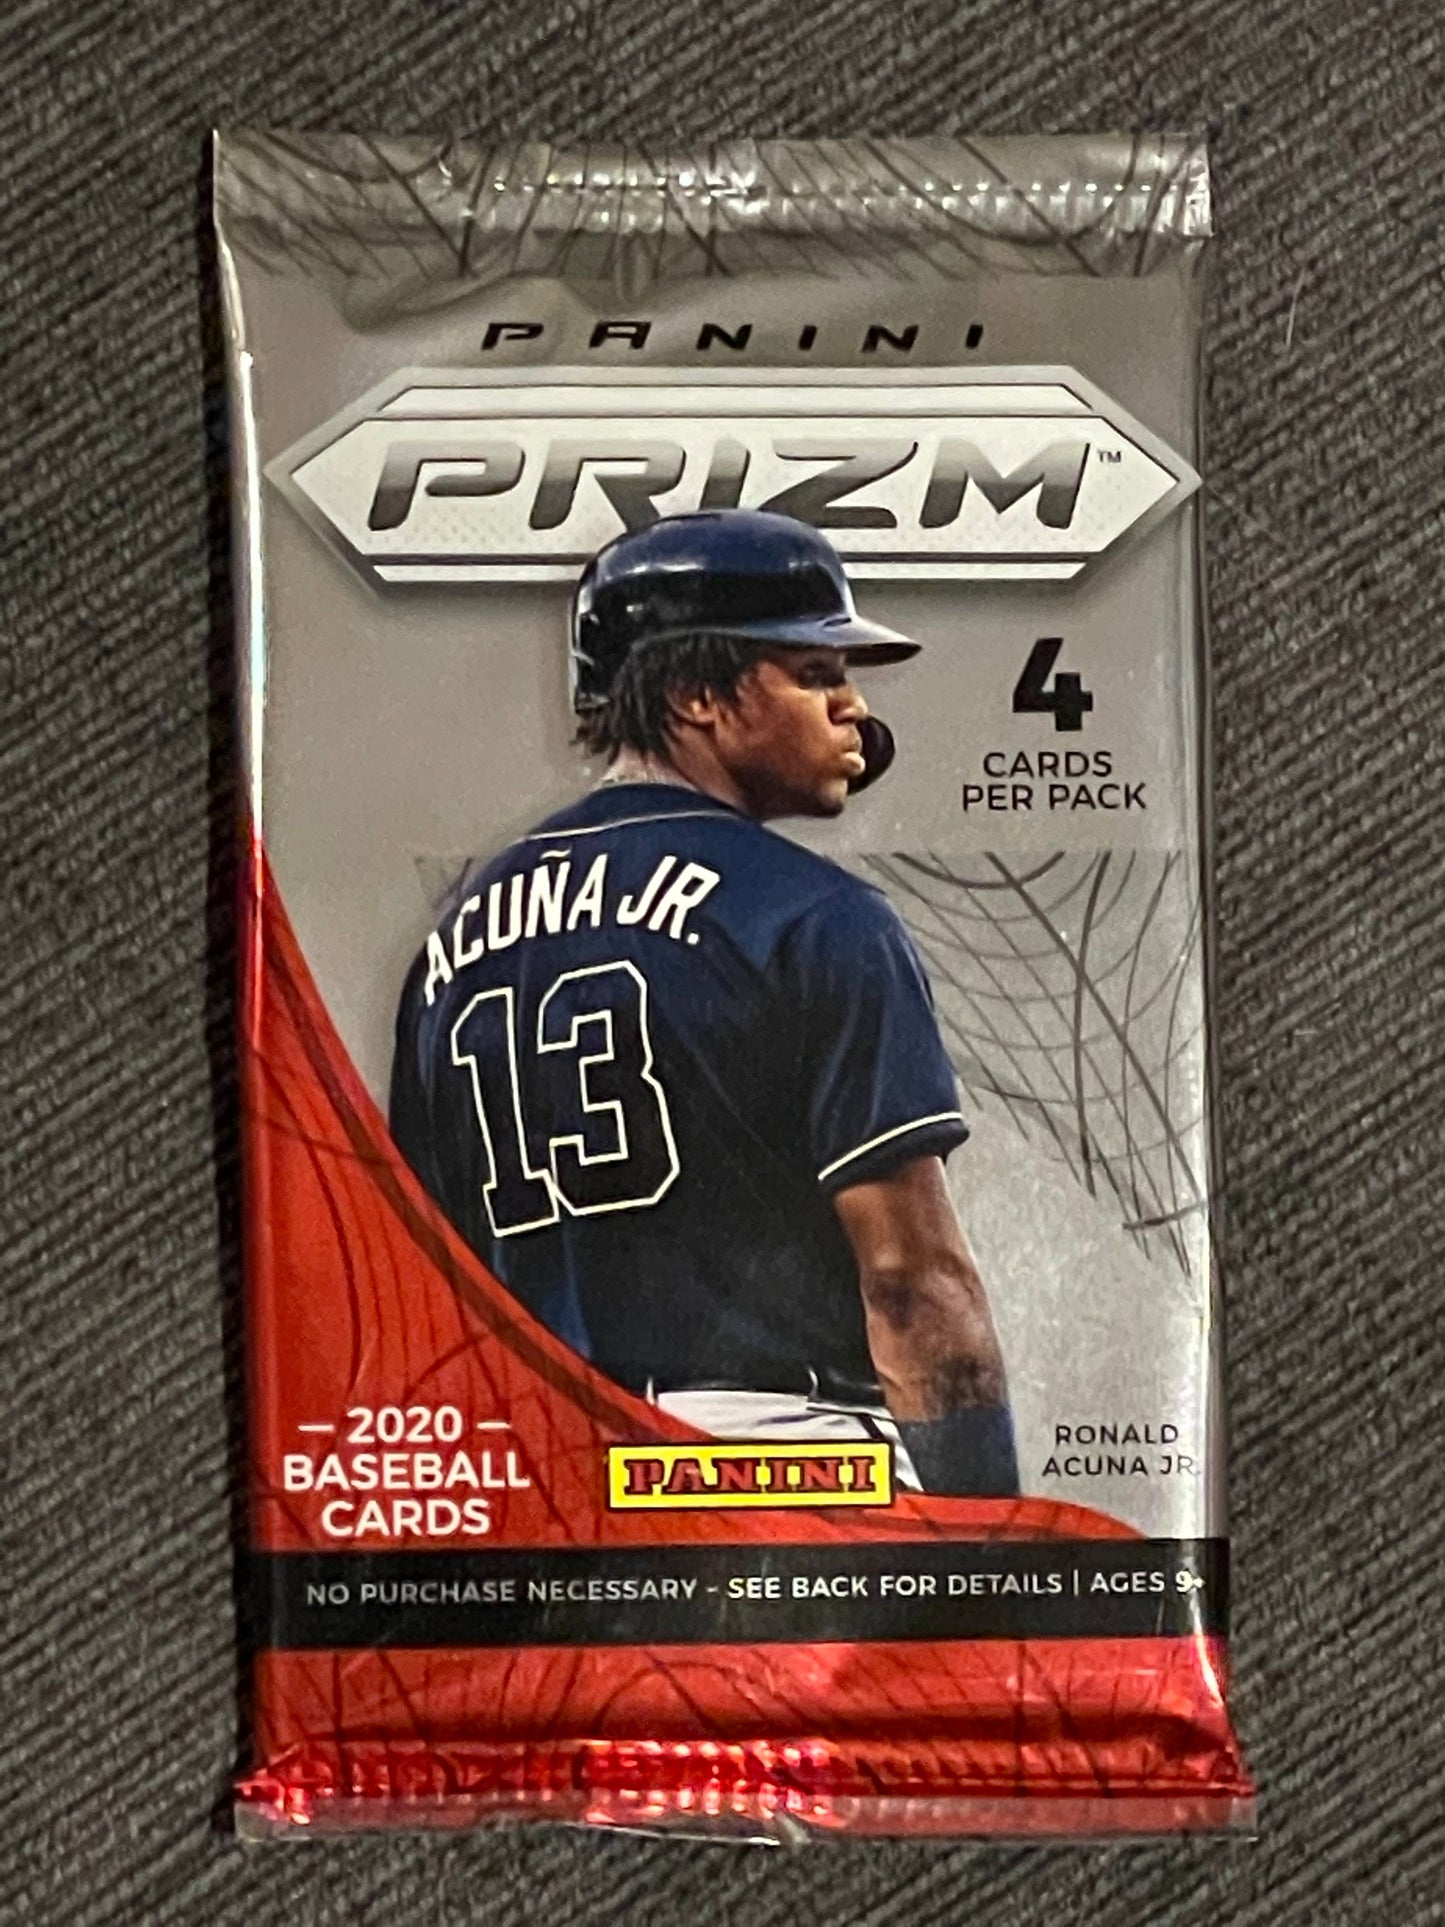 PANINI
PRIZM™
4
CARDS
PER PACK
ACUÑA JR.
13
— 2020 —
BASEBALL
CARDS
PANINI
RONALD
ACUNA JR.
NO PURCHASE NECESSARY - SEE BACK FOR DETAILS | AGES 9+